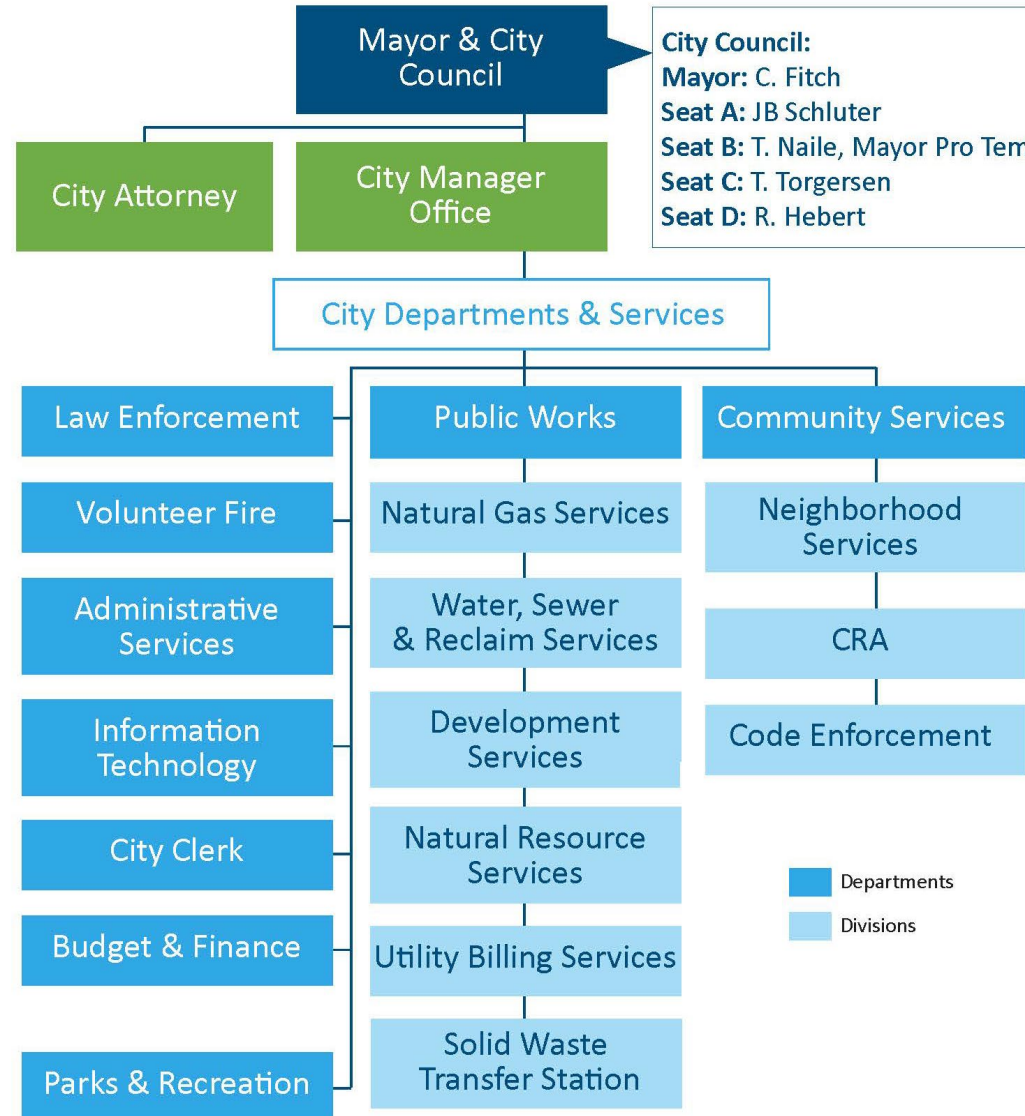 Mayor & City
Council
City Council:
Mayor: C. Fitch
Seat A: JB Schluter
Seat B: T. Naile, Mayor Pro Tem
Seat C: T. Torgersen
Seat D: R. Hebert
City Attorney
City Manager
Office
City Departments & Services
Law Enforcement
Volunteer Fire
Administrative
Services
Information
Technology
City Clerk
Budget & Finance
Parks & Recreation
Public Works
Natural Gas Services
Water, Sewer
& Reclaim Services
Development
Services
Natural Resource
Services
Utility Billing Services
Solid Waste
Transfer Station
Community Services
Neighborhood
Services
CRA
Code Enforcement
Departments
Divisions